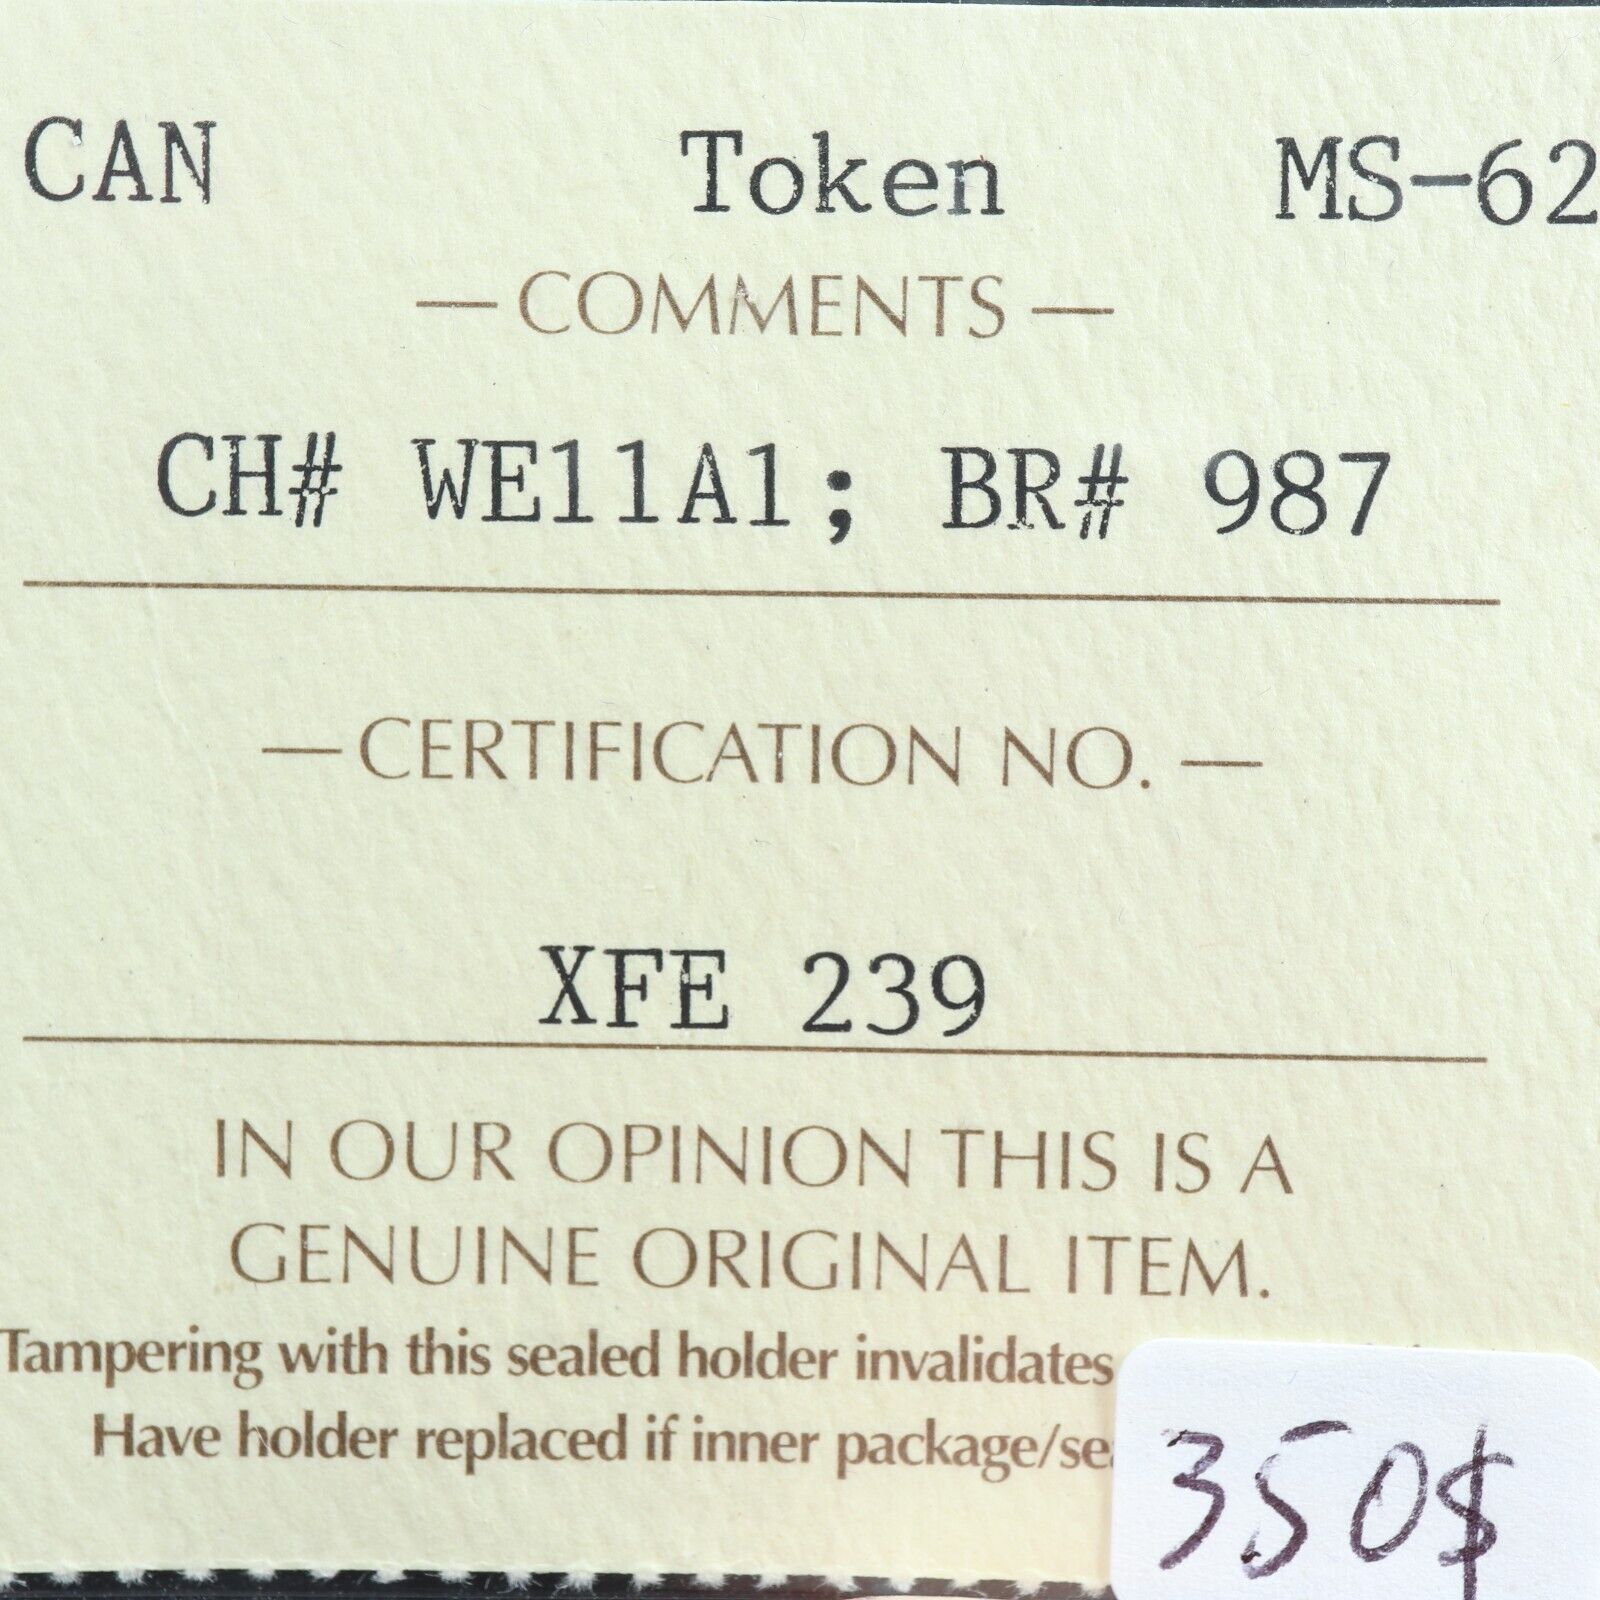 CAN Token MS-62
—COMMENTS—
CH# WE11A1; BR# 987
—CERTIFICATION NO.—
XFE 239
IN OUR OPINION THIS IS A
GENUINE ORIGINAL ITEM.
Tampering with this sealed holder invalidates
Have holder replaced if inner package/se
350$